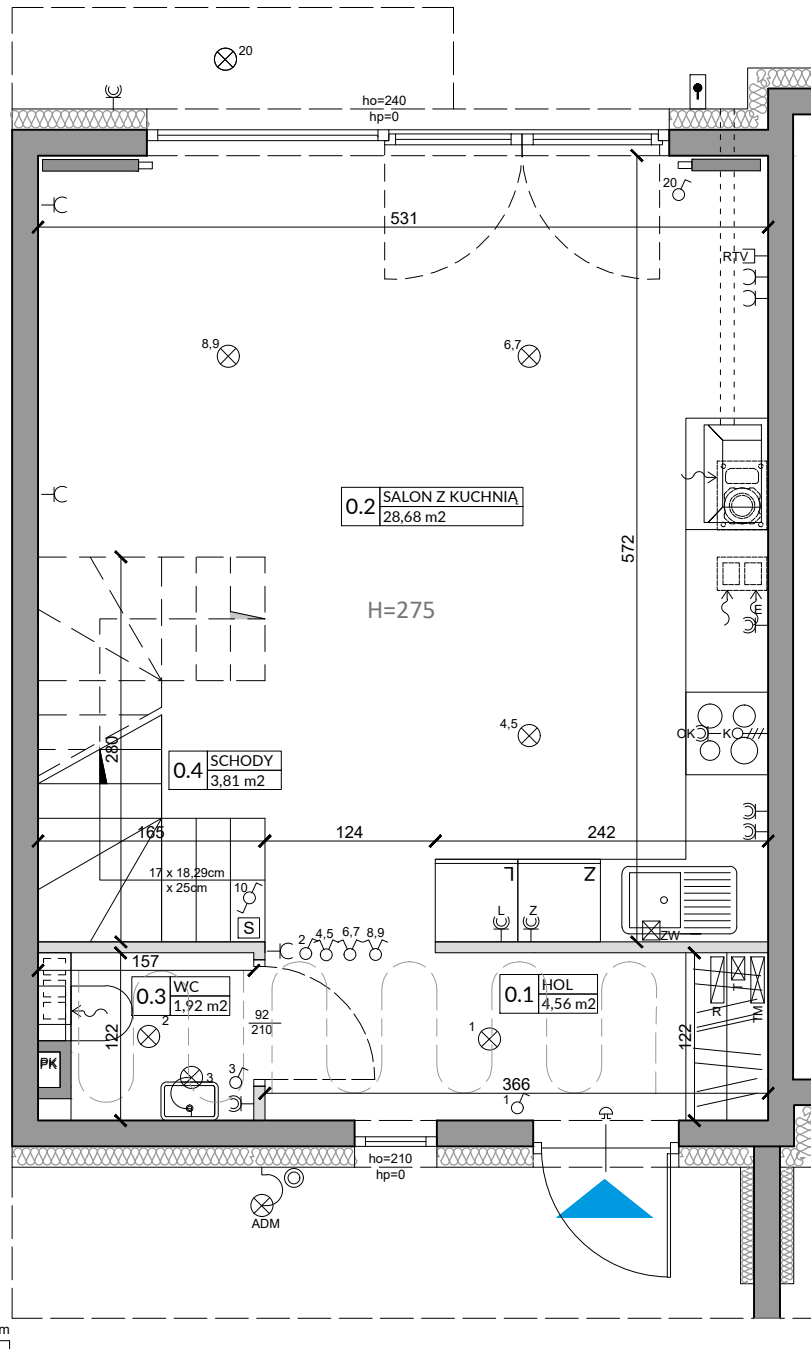 20
ho=240
hp=0
20
531
RTV
8,9
6,7
0.2
SALON Z KUCHNIĄ
28,68 m2
572
H=275
E
4,5
OK
K
280
0.4
SCHODY
3,81 m2
165
124
242
17 x 18,29cm
x 25cm
10
S
L
Z
L
Z
ZW
2
4,5
6,7
8,9
157
0.3
WC
1,92 m2
0.1
HOL
4,56 m2
R
T
TM
92
210
122
2
1
122
PK
3
3
366
1
ho=210
hp=0
ADM
m